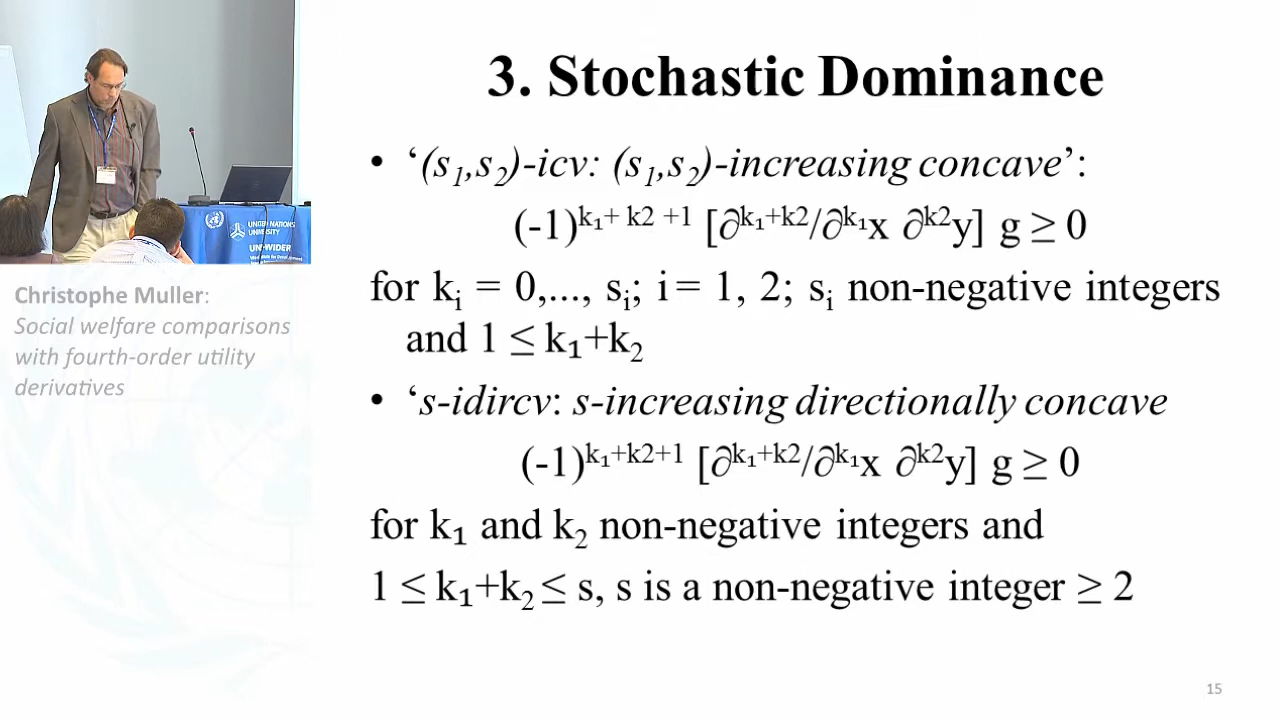 3. Stochastic Dominance
• ‘(s₁,s₂)-icv: (s₁,s₂)-increasing concave’:
(-1)^k₁+ k2 +1 [∂^k₁+k2/∂^k₁x ∂^k2y] g ≥ 0
for kᵢ = 0,..., sᵢ; i = 1, 2; sᵢ non-negative integers
and 1 ≤ k₁+k₂
• ‘s-idircv: s-increasing directionally concave
(-1)^k₁+k2+1 [∂^k₁+k2/∂^k₁x ∂^k2y] g ≥ 0
for k₁ and k₂ non-negative integers and
1 ≤ k₁+k₂ ≤ s, s is a non-negative integer ≥ 2
15
Christophe Muller:
Social welfare comparisons
with fourth-order utility
derivatives
UNITED NATIONS
UNIVERSITY